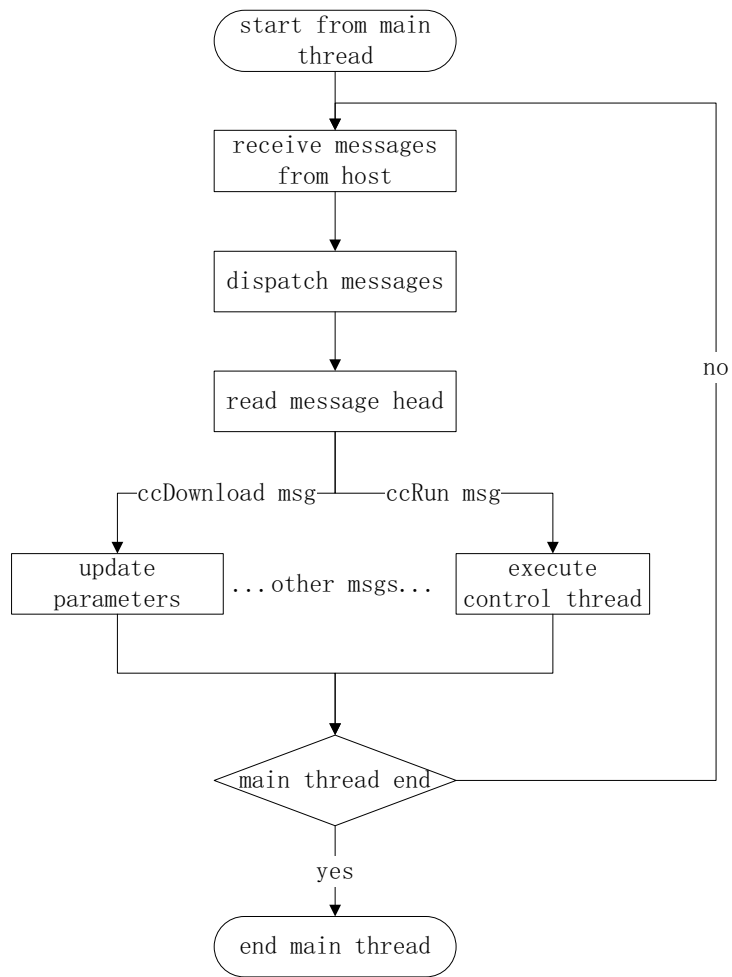 start from main
thread
receive messages
from host
dispatch messages
read message head
no
ccDownload msg
ccRun msg
update
parameters
...other msgs...
execute
control thread
main thread end
yes
end main thread